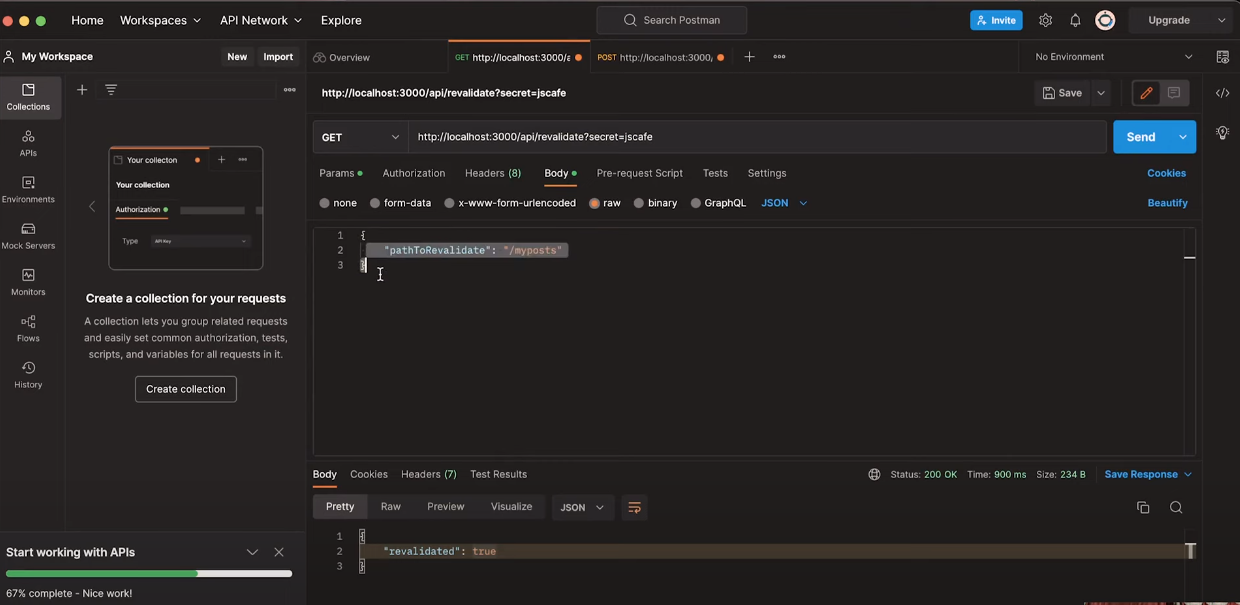 Home Workspaces API Network Explore Search Postman Invite Upgrade
My Workspace New Import Overview GET http://localhost:3000/a POST http://localhost:3000/ No Environment
Collections
APIs
Environments
Mock Servers
Monitors
Flows
History
Your collecton
Your collection
Authorization
Type API Key
Create a collection for your requests
A collection lets you group related requests
and easily set common authorization, tests,
scripts, and variables for all requests in it.
Create collection
Start working with APIs
67% complete - Nice work!
http://localhost:3000/api/revalidate?secret=jscafe Save
GET http://localhost:3000/api/revalidate?secret=jscafe Send
Params Authorization Headers (8) Body Pre-request Script Tests Settings Cookies
none form-data x-www-form-urlencoded raw binary GraphQL JSON Beautify
1 {
2 "pathToRevalidate": "/myposts"
3 }
Body Cookies Headers (7) Test Results Status: 200 OK Time: 900 ms Size: 234 B Save Response
Pretty Raw Preview Visualize JSON
1 {
2 "revalidated": true
3 }